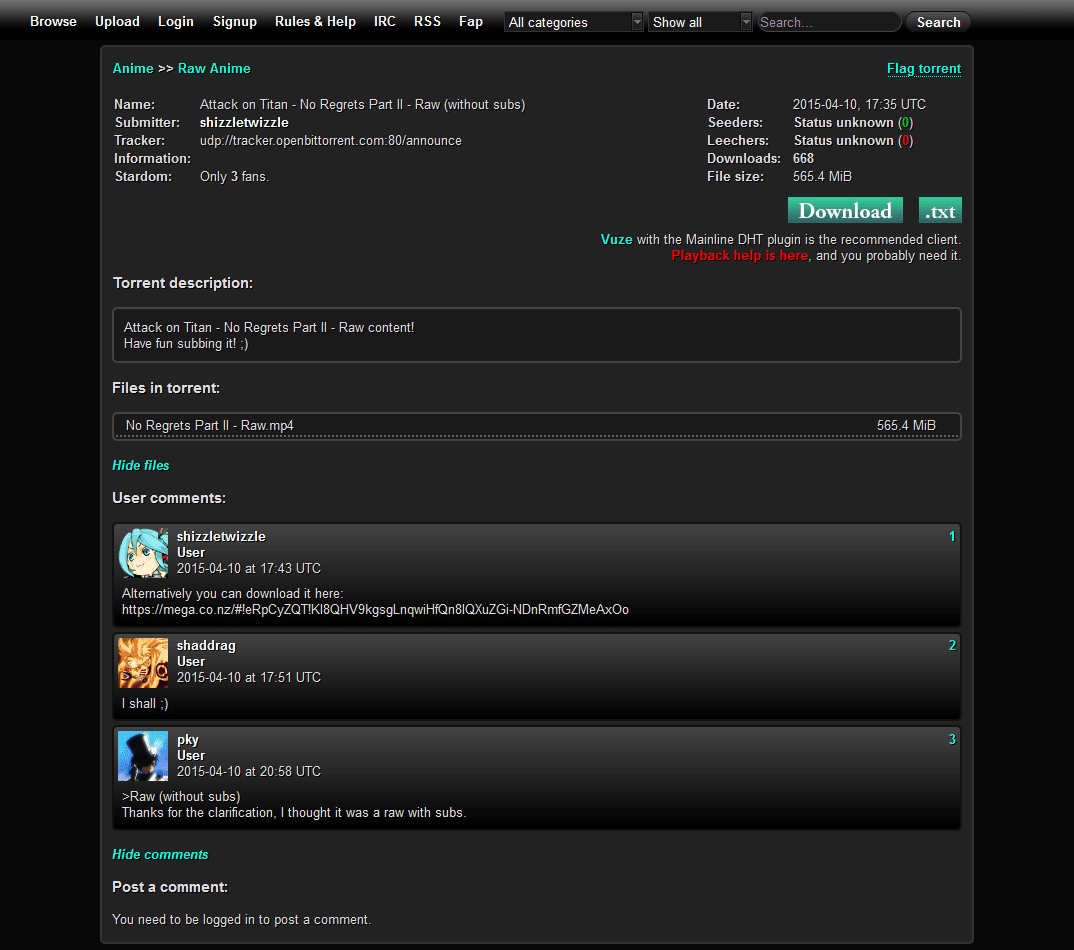 Browse Upload Login Signup Rules & Help IRC RSS Fap All categories Show all Search... Search
Anime >> Raw Anime Flag torrent
Name: Attack on Titan - No Regrets Part II - Raw (without subs) Date: 2015-04-10, 17:35 UTC
Submitter: shizzletwizzle Seeders: Status unknown (0)
Tracker: udp://tracker.openbittorrent.com:80/announce Leechers: Status unknown (0)
Information: Downloads: 668
Stardom: Only 3 fans. File size: 565.4 MiB
Download .txt
Vuze with the Mainline DHT plugin is the recommended client.
Playback help is here, and you probably need it.
Torrent description:
Attack on Titan - No Regrets Part II - Raw content!
Have fun subbing it! ;)
Files in torrent:
No Regrets Part II - Raw.mp4 565.4 MiB
Hide files
User comments:
shizzletwizzle 1
User
2015-04-10 at 17:43 UTC
Alternatively you can download it here:
https://mega.co.nz/#!eRpCyZQT!KI8QHV9kgsgLnqwiHfQn8lQXuZGi-NDnRmfGZMeAxOo
shaddrag 2
User
2015-04-10 at 17:51 UTC
I shall ;)
pky 3
User
2015-04-10 at 20:58 UTC
>Raw (without subs)
Thanks for the clarification, I thought it was a raw with subs.
Hide comments
Post a comment:
You need to be logged in to post a comment.